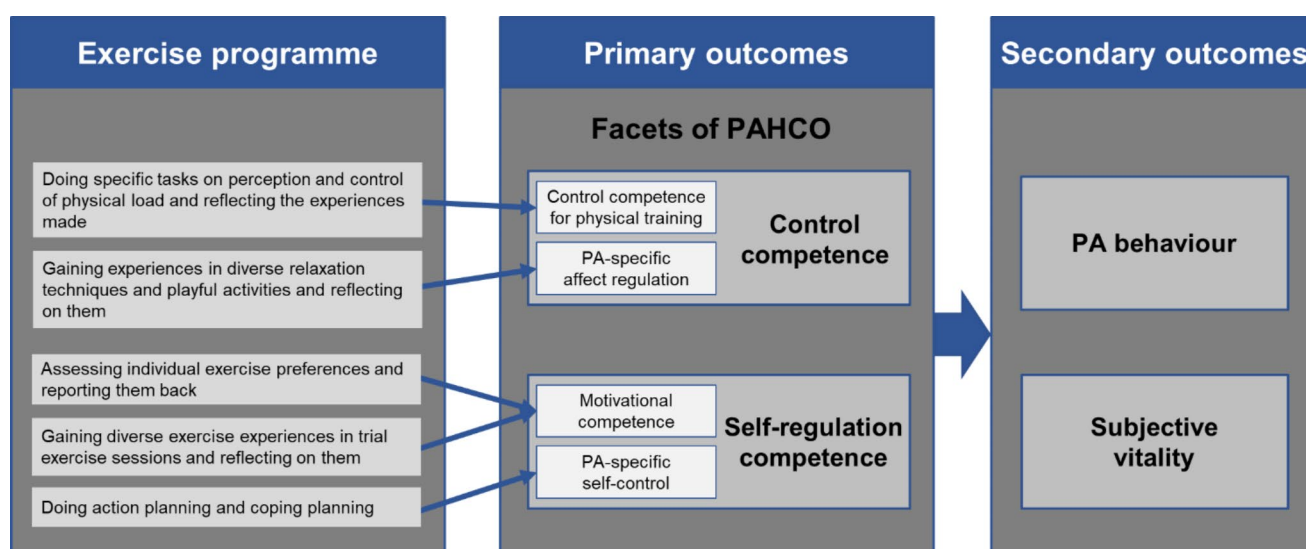 Exercise programme
Doing specific tasks on perception and control
of physical load and reflecting the experiences
made
Gaining experiences in diverse relaxation
techniques and playful activities and reflecting
on them
Assessing individual exercise preferences and
reporting them back
Gaining diverse exercise experiences in trial
exercise sessions and reflecting on them
Doing action planning and coping planning
Primary outcomes
Facets of PAHCO
Control competence
for physical training
PA-specific
affect regulation
Control
competence
Motivational
competence
PA-specific
self-control
Self-regulation
competence
Secondary outcomes
PA behaviour
Subjective
vitality